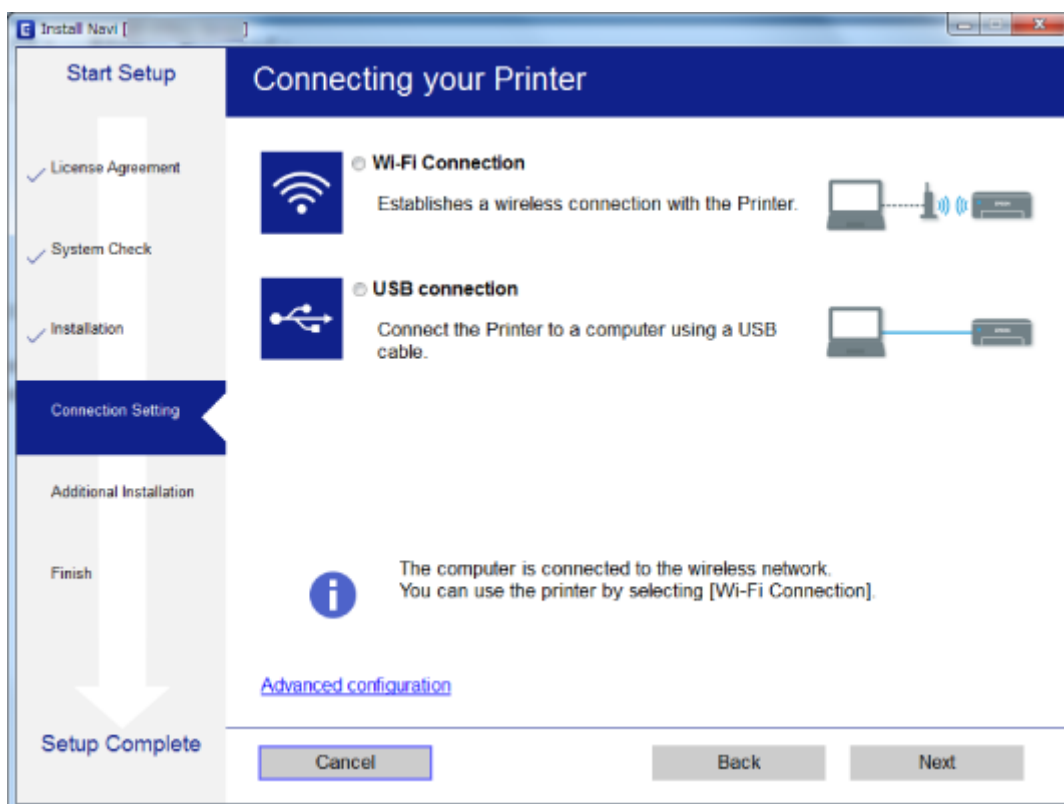 Install Navi [ ]
Start Setup
License Agreement
System Check
Installation
Connection Setting
Additional Installation
Finish
Setup Complete
Connecting your Printer
Wi-Fi Connection
Establishes a wireless connection with the Printer.
USB connection
Connect the Printer to a computer using a USB
cable.
The computer is connected to the wireless network.
You can use the printer by selecting [Wi-Fi Connection].
Advanced configuration
Cancel
Back
Next